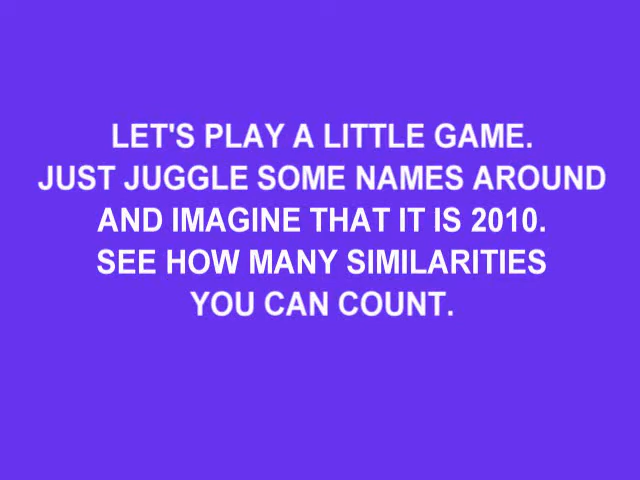 LET'S PLAY A LITTLE GAME.
JUST JUGGLE SOME NAMES AROUND
AND IMAGINE THAT IT IS 2010.
SEE HOW MANY SIMILARITIES
YOU CAN COUNT.